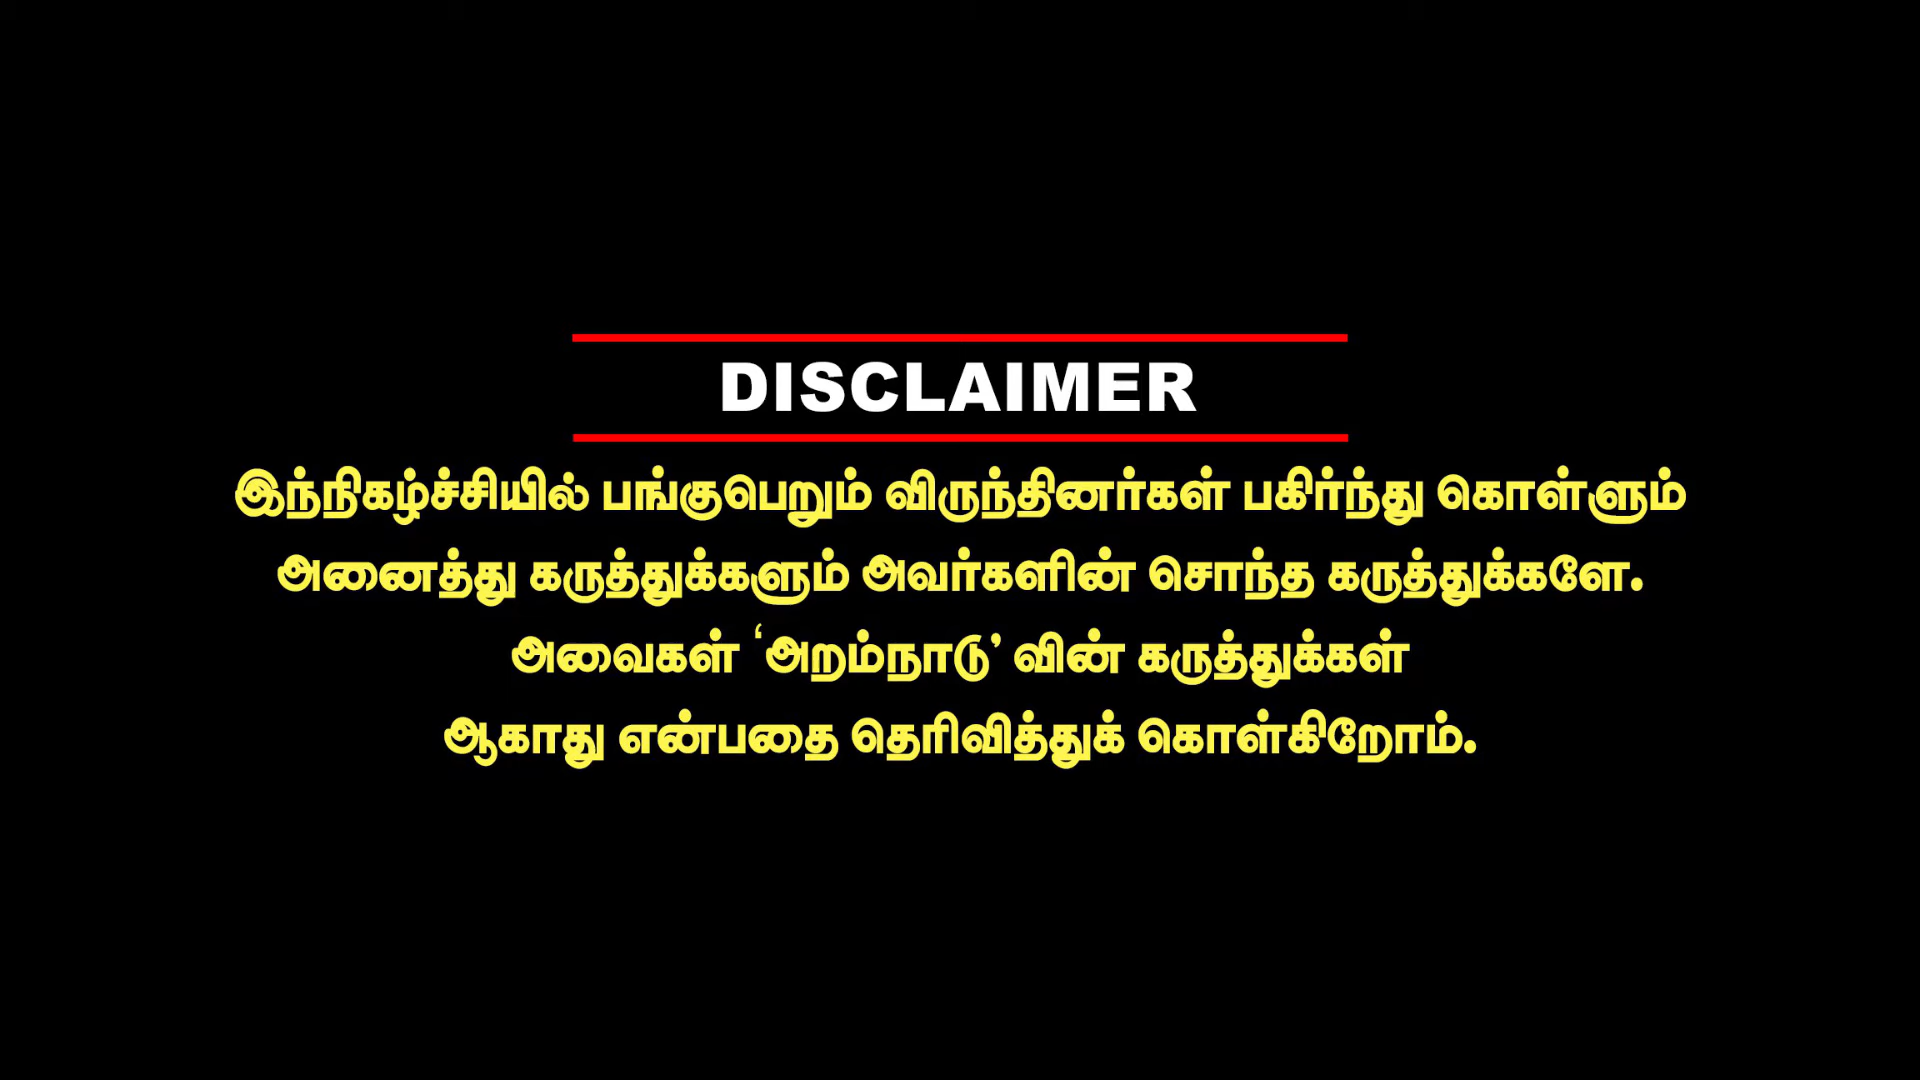 DISCLAIMER
இந்நிகழ்ச்சியில் பங்குபெறும் விருந்தினர்கள் பகிர்ந்து கொள்ளும்
அனைத்து கருத்துக்களும் அவர்களின் சொந்த கருத்துக்களே.
அவைகள் ‘அறம்நாடு’ வின் கருத்துக்கள்
ஆகாது என்பதை தெரிவித்துக் கொள்கிறோம்.